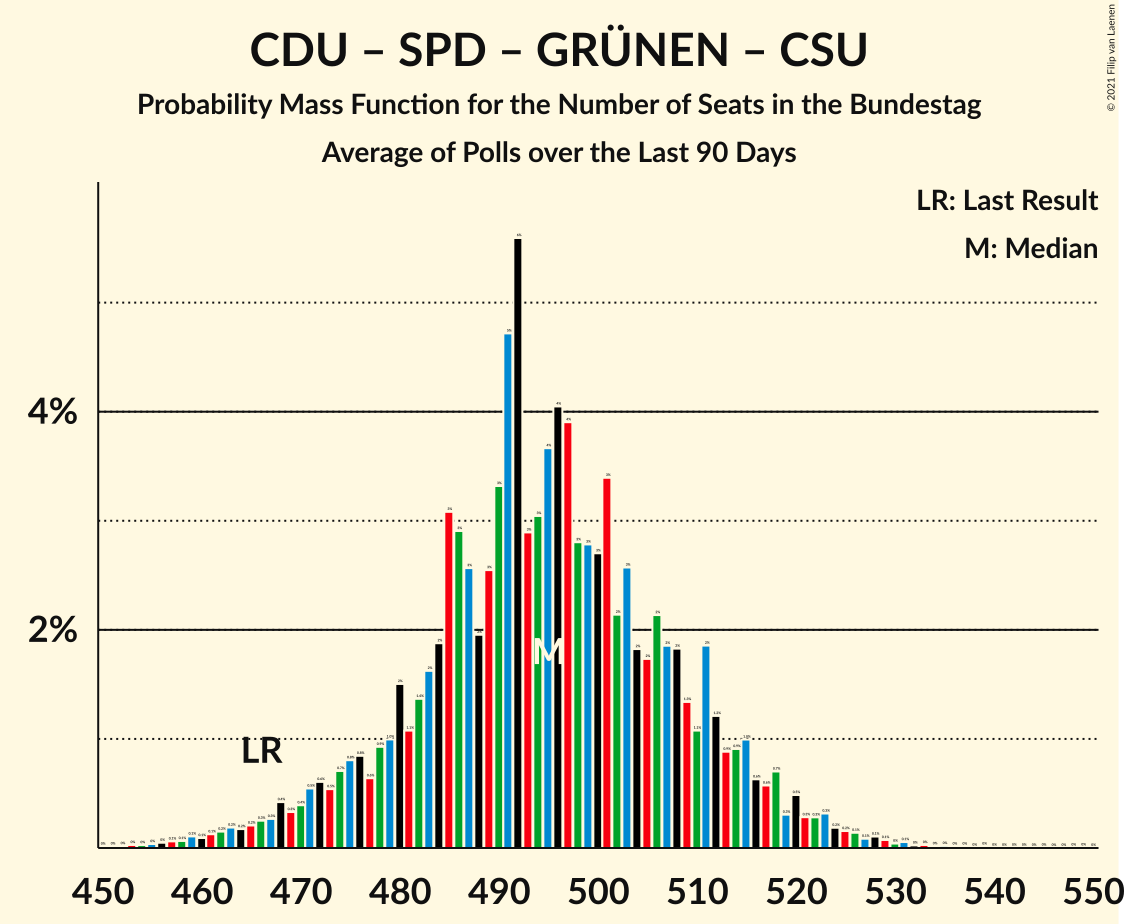 CDU – SPD – GRÜNEN – CSU
Probability Mass Function for the Number of Seats in the Bundestag
Average of Polls over the Last 90 Days
© 2021 Filip van Laenen
LR: Last Result
M: Median
4%
2%
LR
M
450 460 470 480 490 500 510 520 530 540 550